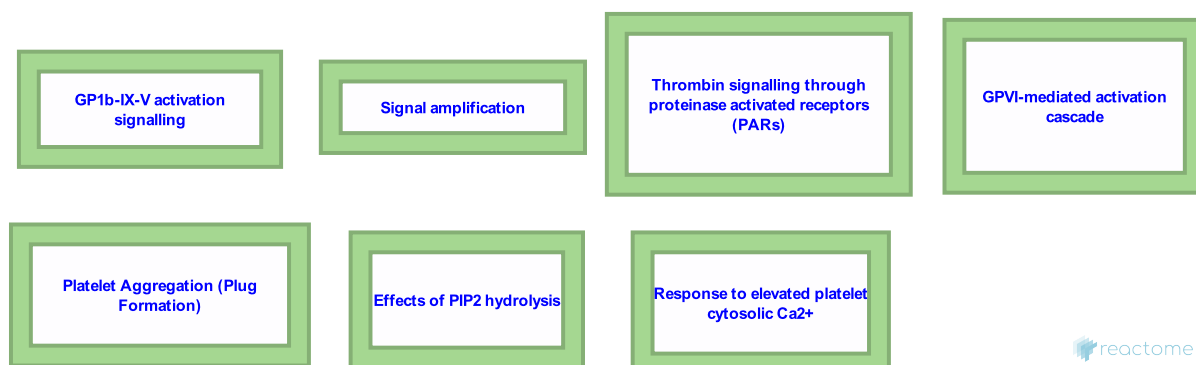 GP1b-IX-V activation
signalling
Signal amplification
Thrombin signalling through
proteinase activated receptors
(PARs)
GPVI-mediated activation
cascade
Platelet Aggregation (Plug
Formation)
Effects of PIP2 hydrolysis
Response to elevated platelet
cytosolic Ca2+
reactome